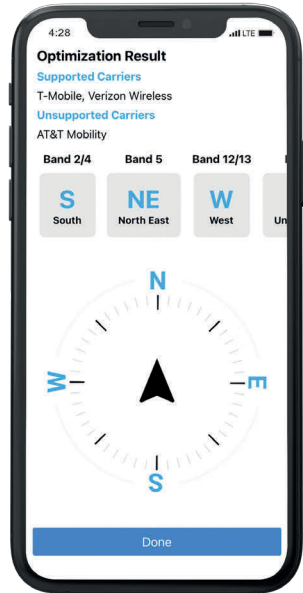 4:28 LTE
Optimization Result
Supported Carriers
T-Mobile, Verizon Wireless
Unsupported Carriers
AT&T Mobility
Band 2/4 Band 5 Band 12/13
S NE W
South North East West Un
N
W E
S
Done